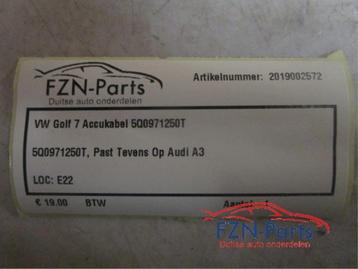 FZN-Parts
Duitse auto onderdelen
Artikelnummer: 2019002572
VW Golf 7 Accukabel 5Q0971250T
5Q0971250T, Past Tevens Op Audi A3
LOC: E22
€ 19.00 BTW
FZN-Parts
Duitse auto onderdelen